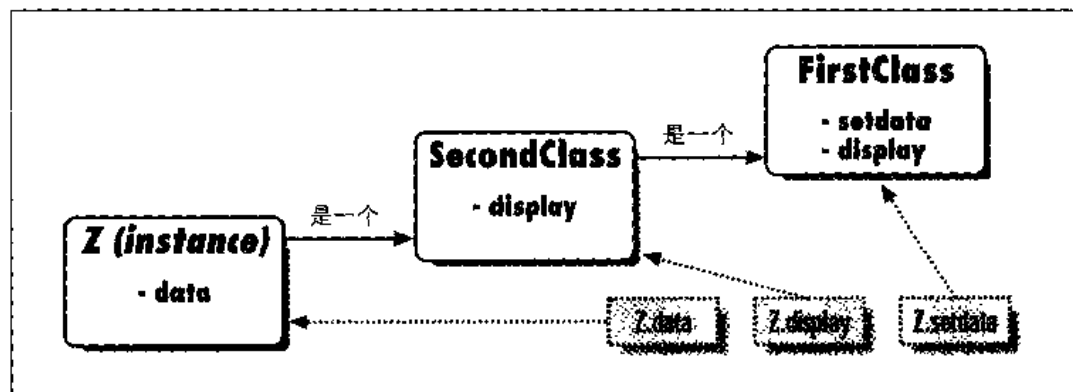 FirstClass
- setdata
- display
是一个
SecondClass
- display
是一个
Z (instance)
- data
Z.data
Z.display
Z.setdata